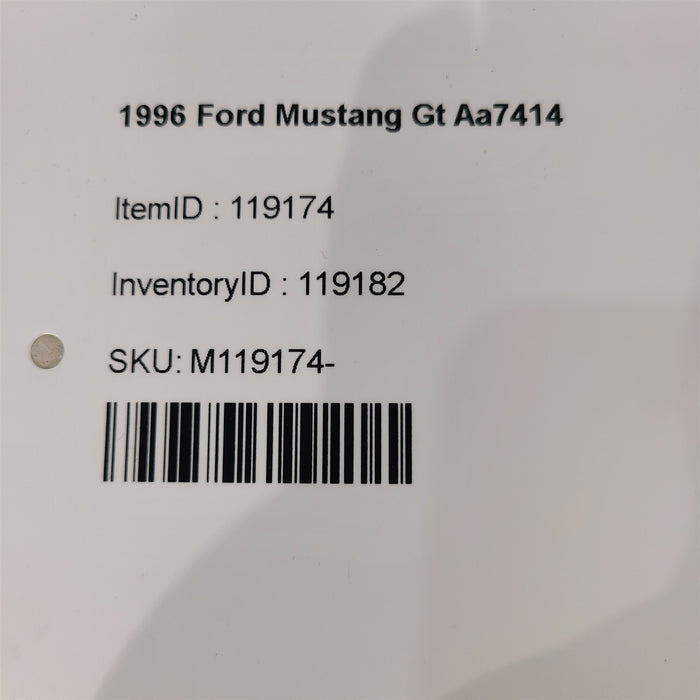 1996 Ford Mustang Gt Aa7414
ItemID : 119174
InventoryID : 119182
SKU: M119174-